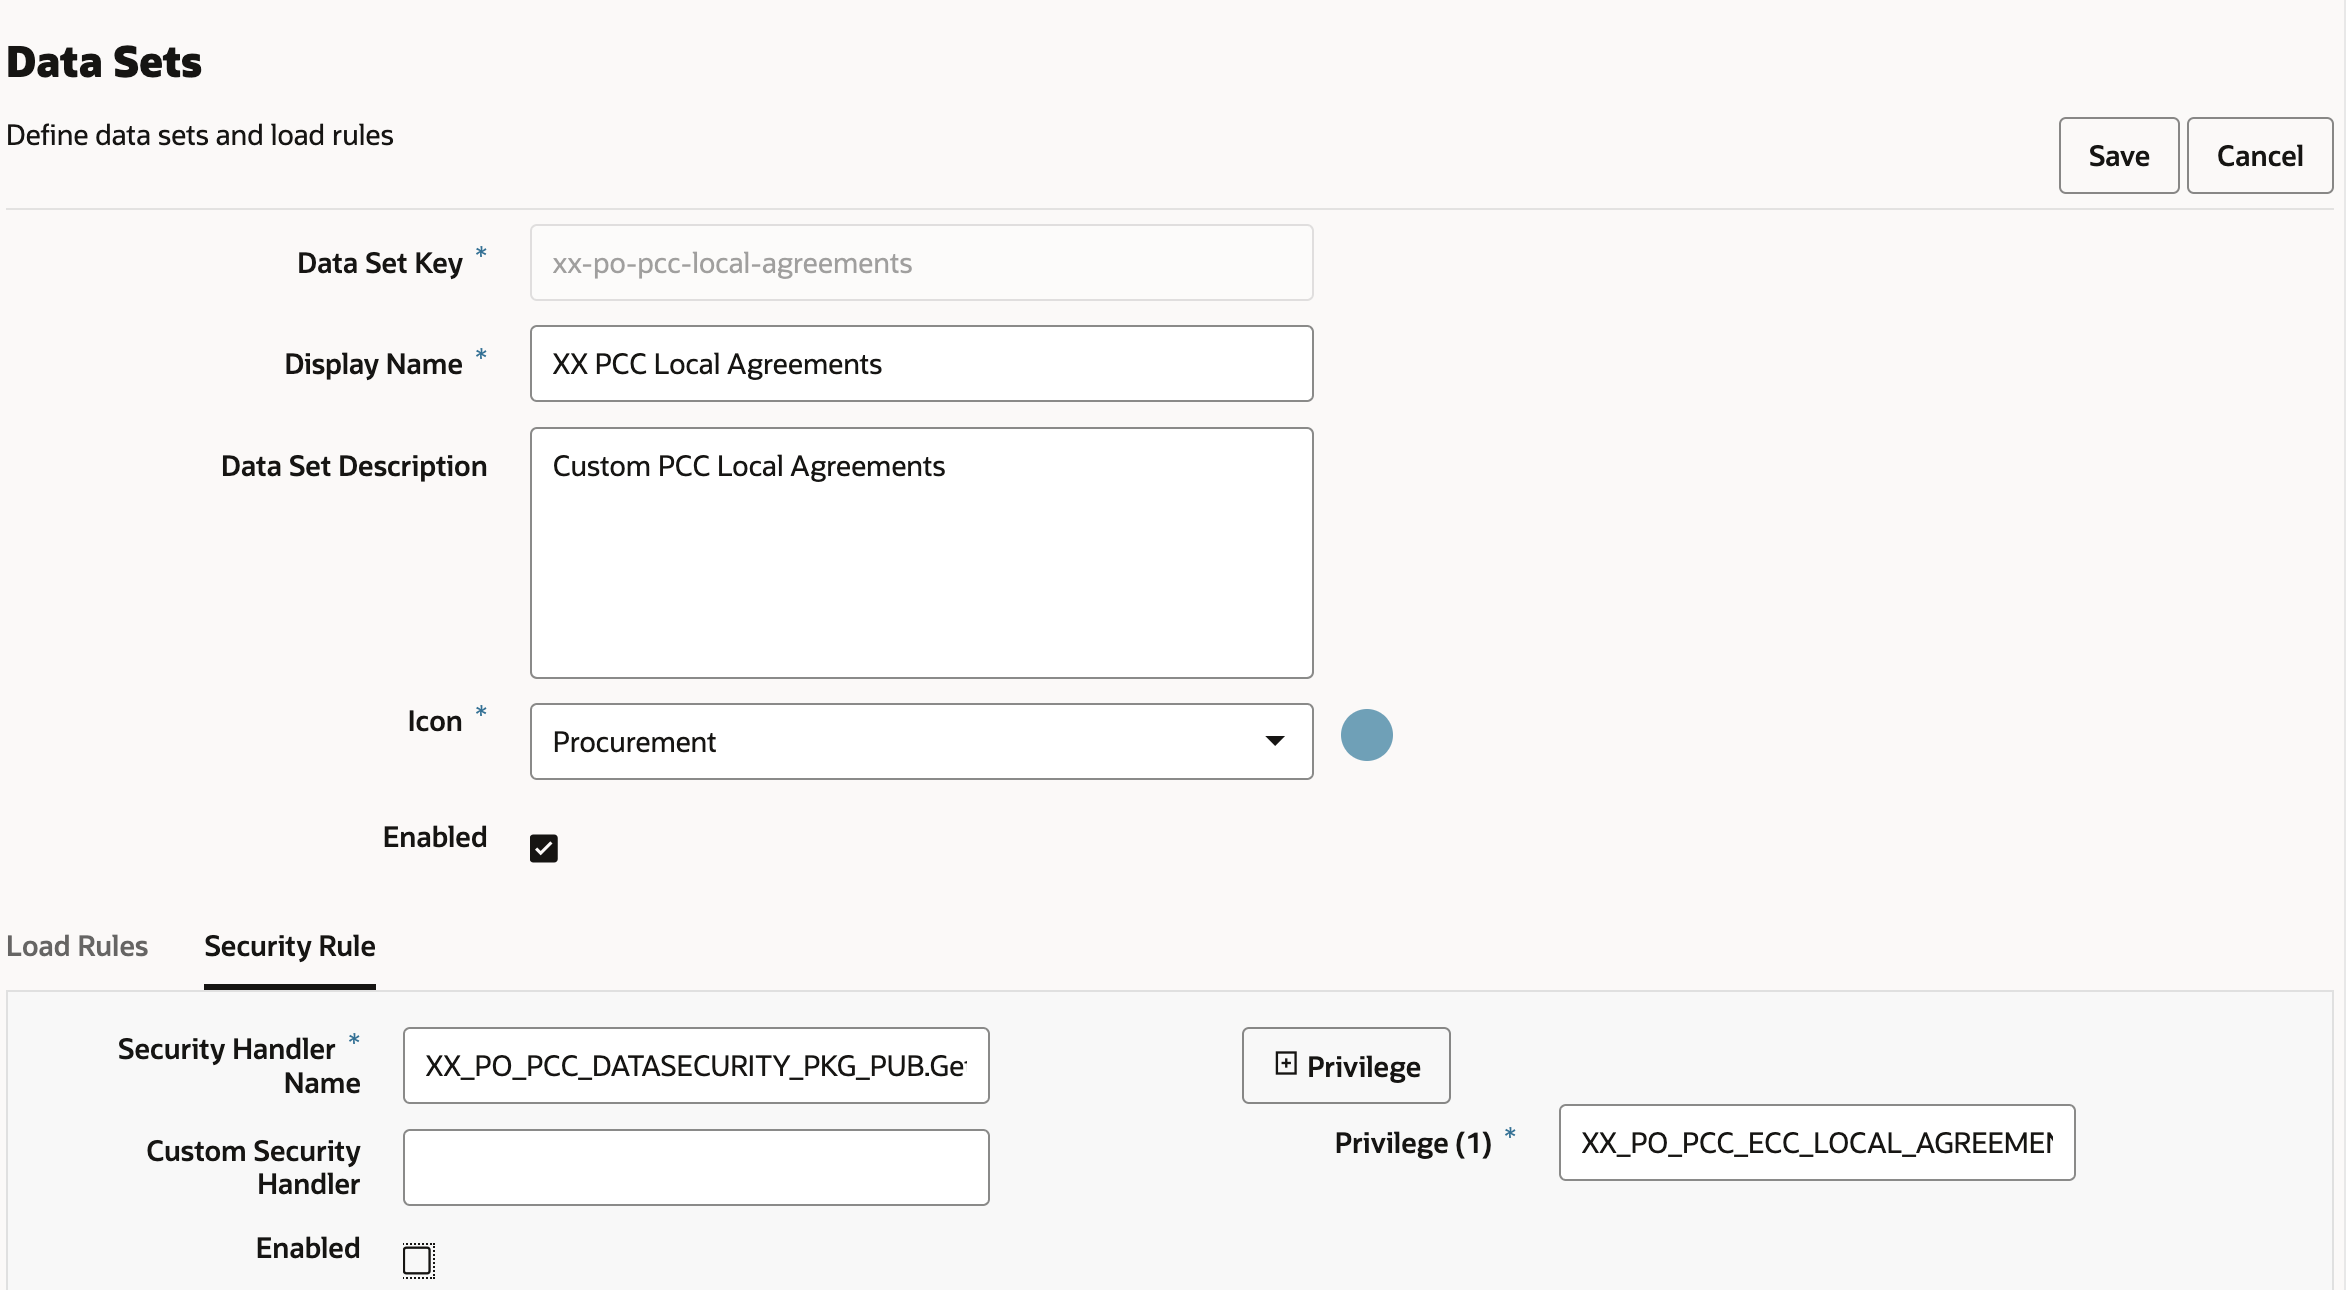 Data Sets
Define data sets and load rules
Save
Cancel
Data Set Key *
xx-po-pcc-local-agreements
Display Name *
XX PCC Local Agreements
Data Set Description
Custom PCC Local Agreements
Icon *
Procurement
Enabled
Load Rules
Security Rule
Security Handler *
Name
XX_PO_PCC_DATASECURITY_PKG_PUB.Ge
Privilege
Custom Security
Handler
Privilege (1) *
XX_PO_PCC_ECC_LOCAL_AGREEME
Enabled